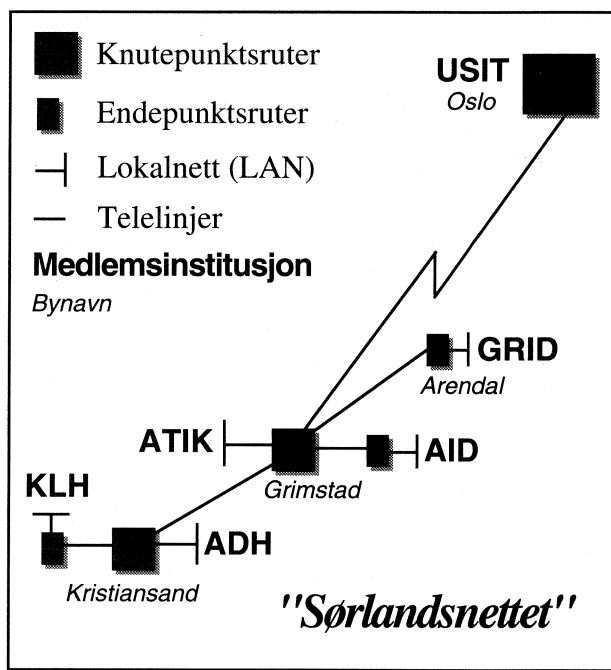 Knutepunktsruter
Endepunktsruter
Lokalnett (LAN)
Telelinjer
Medlemsinstitusjon
Bynavn
USIT
Oslo
GRID
Arendal
ATIK
AID
Grimstad
KLH
ADH
Kristiansand
"Sørlandsnettet"